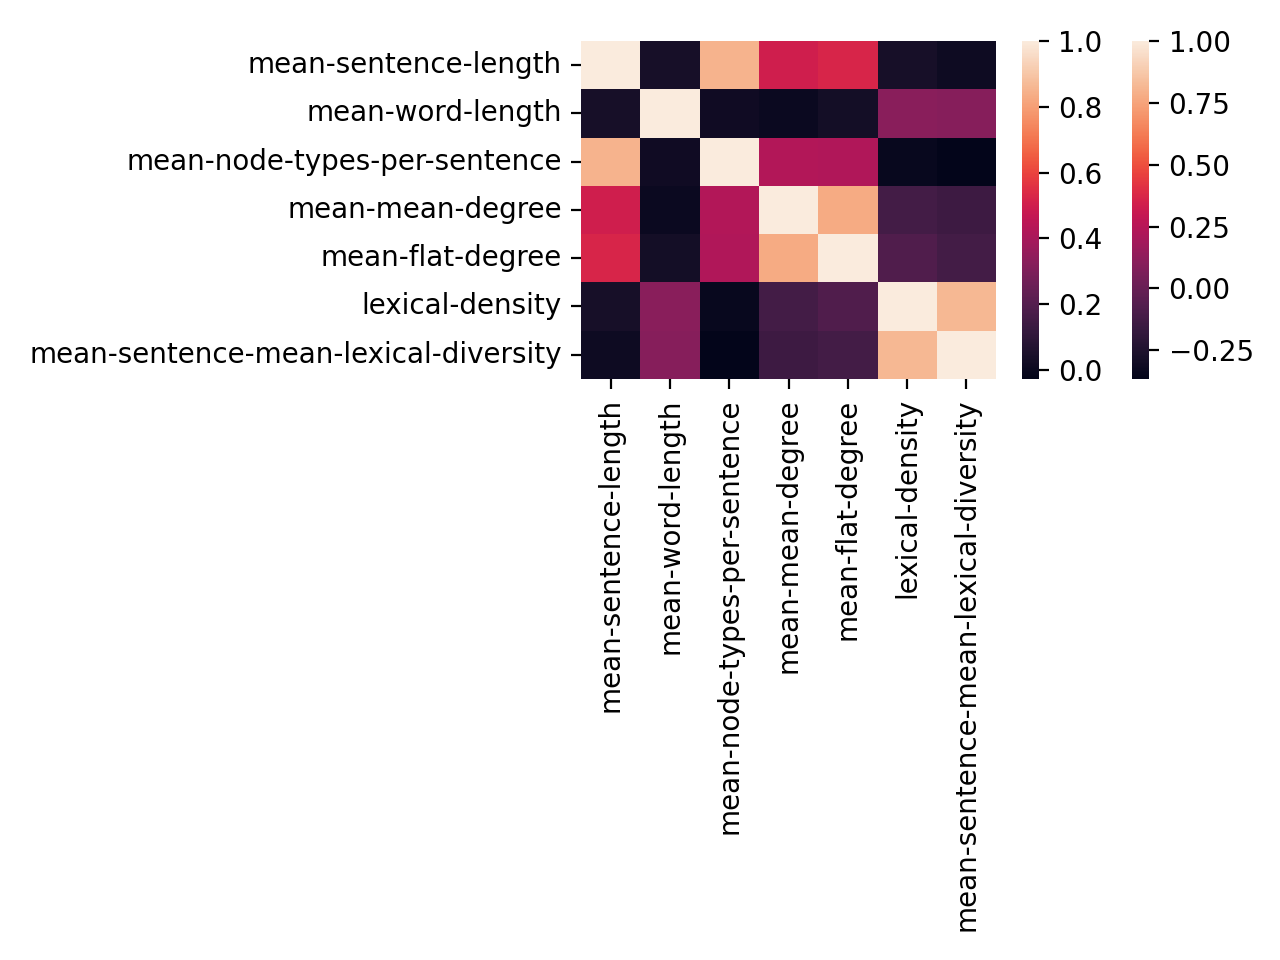 mean-sentence-length
mean-word-length
mean-node-types-per-sentence
mean-mean-degree
mean-flat-degree
lexical-density
mean-sentence-mean-lexical-diversity
mean-sentence-length
mean-word-length
mean-node-types-per-sentence
mean-mean-degree
mean-flat-degree
lexical-density
mean-sentence-mean-lexical-diversity
1.0
0.8
0.6
0.4
0.2
0.0
1.00
0.75
0.50
0.25
0.00
−0.25